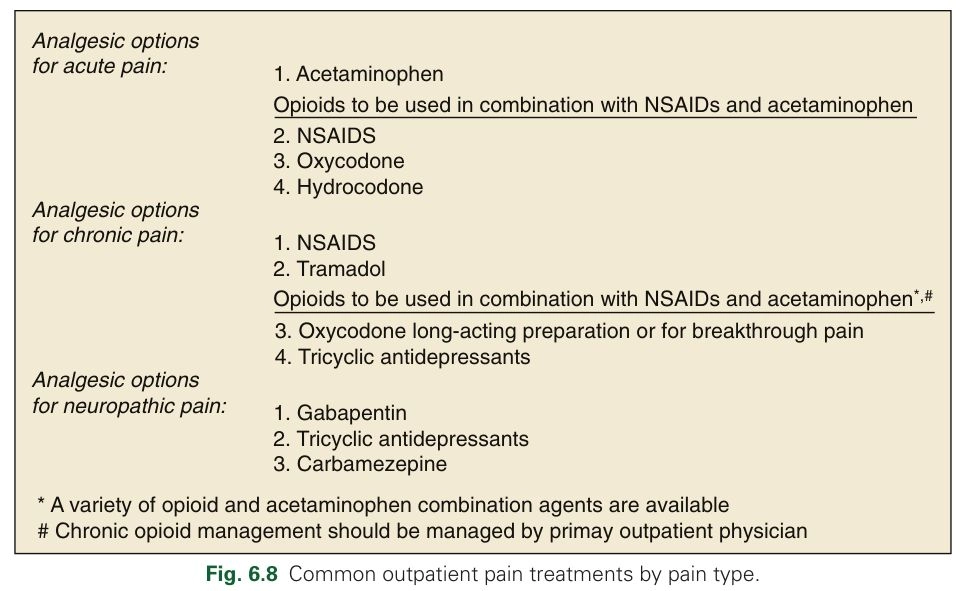 Analgesic options
for acute pain:
1. Acetaminophen
Opioids to be used in combination with NSAIDs and acetaminophen
2. NSAIDS
3. Oxycodone
4. Hydrocodone
Analgesic options
for chronic pain:
1. NSAIDS
2. Tramadol
Opioids to be used in combination with NSAIDs and acetaminophen*,#
3. Oxycodone long-acting preparation or for breakthrough pain
4. Tricyclic antidepressants
Analgesic options
for neuropathic pain:
1. Gabapentin
2. Tricyclic antidepressants
3. Carbamezepine
* A variety of opioid and acetaminophen combination agents are available
# Chronic opioid management should be managed by primay outpatient physician
Fig. 6.8 Common outpatient pain treatments by pain type.